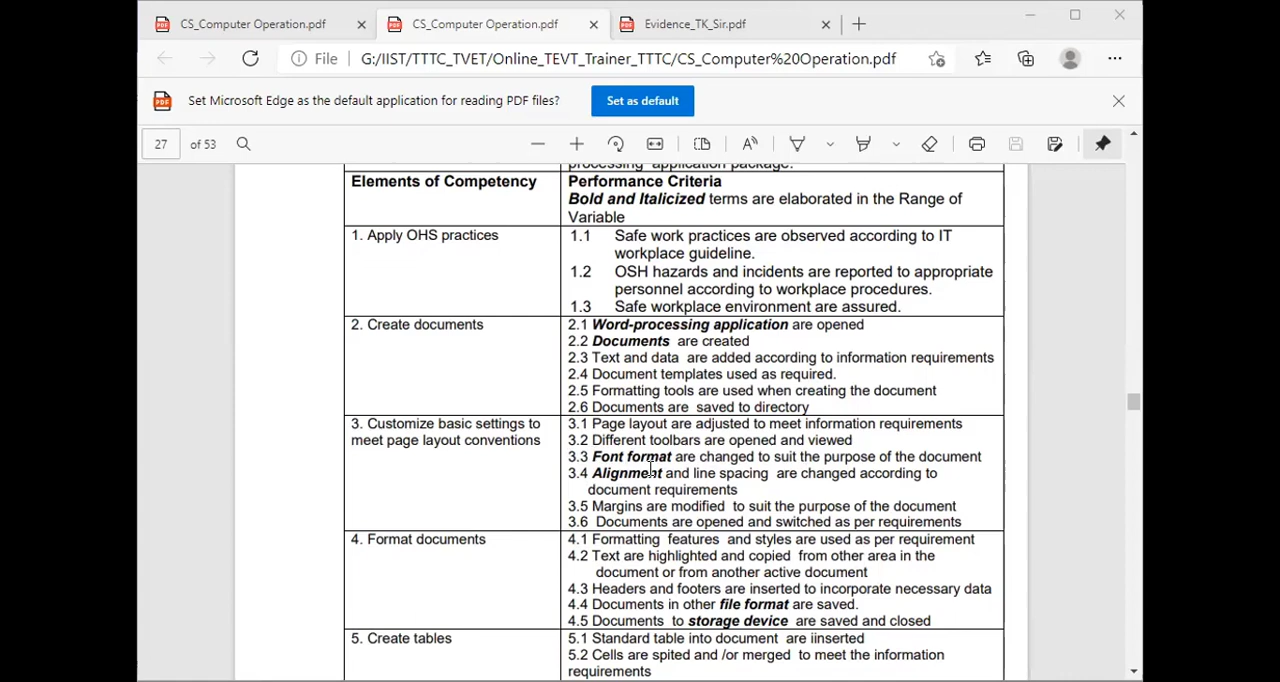 CS_Computer Operation.pdf
CS_Computer Operation.pdf
Evidence_TK_Sir.pdf
File G:/IIST/TTTC_TVET/Online_TEVT_Trainer_TTTC/CS_Computer%20Operation.pdf
Set Microsoft Edge as the default application for reading PDF files? Set as default
27 of 53
processing application package.
Elements of Competency Performance Criteria
Bold and Italicized terms are elaborated in the Range of
Variable
1. Apply OHS practices 1.1 Safe work practices are observed according to IT
workplace guideline.
1.2 OSH hazards and incidents are reported to appropriate
personnel according to workplace procedures.
1.3 Safe workplace environment are assured.
2. Create documents 2.1 Word-processing application are opened
2.2 Documents are created
2.3 Text and data are added according to information requirements
2.4 Document templates used as required.
2.5 Formatting tools are used when creating the document
2.6 Documents are saved to directory
3. Customize basic settings to 3.1 Page layout are adjusted to meet information requirements
meet page layout conventions 3.2 Different toolbars are opened and viewed
3.3 Font format are changed to suit the purpose of the document
3.4 Alignment and line spacing are changed according to
document requirements
3.5 Margins are modified to suit the purpose of the document
3.6 Documents are opened and switched as per requirements
4. Format documents 4.1 Formatting features and styles are used as per requirement
4.2 Text are highlighted and copied from other area in the
document or from another active document
4.3 Headers and footers are inserted to incorporate necessary data
4.4 Documents in other file format are saved.
4.5 Documents to storage device are saved and closed
5. Create tables 5.1 Standard table into document are iinserted
5.2 Cells are spited and /or merged to meet the information
requirements